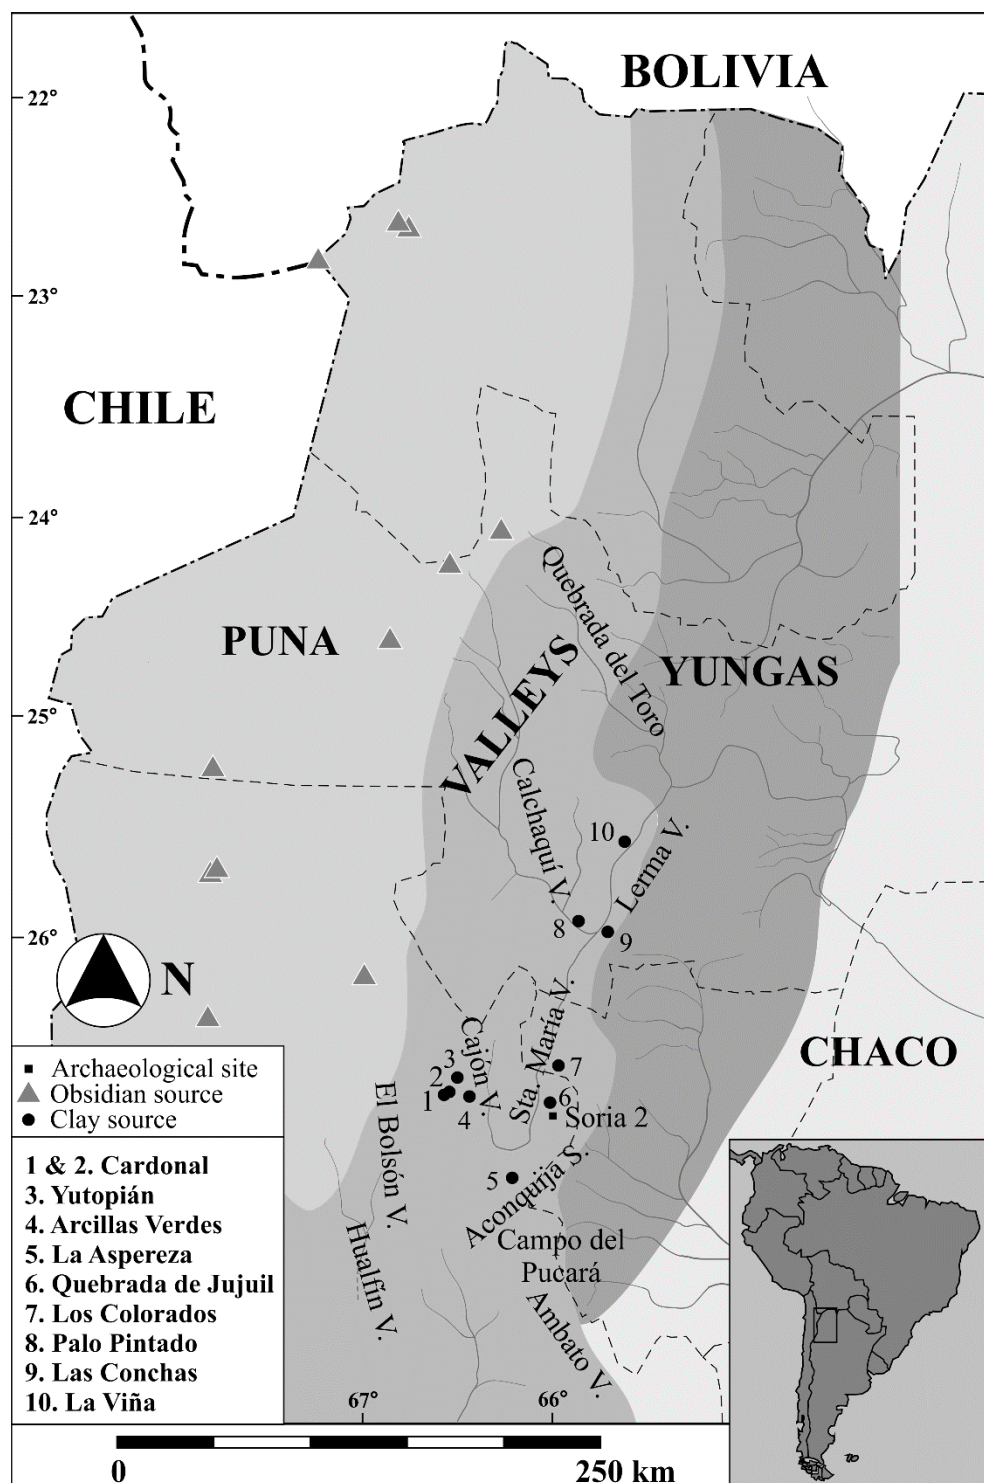 BOLIVIA
22°
23°
CHILE
24°
Quebrada del Toro
PUNA
VALLEYS
YUNGAS
25°
Calchaquí V.
10
Lerma V.
8
9
26°
N
CHACO
Cajón V.
Sta. María V.
3
2
1
4
7
6
Soria 2
El Bolsón V.
5
Aconquija S.
Campo del
Pucará
Hualfín V.
Ambato V.
Archaeological site
Obsidian source
Clay source
1 & 2. Cardonal
3. Yutopián
4. Arcillas Verdes
5. La Aspereza
6. Quebrada de Jujuil
7. Los Colorados
8. Palo Pintado
9. Las Conchas
10. La Viña
67°
66°
0
250 km